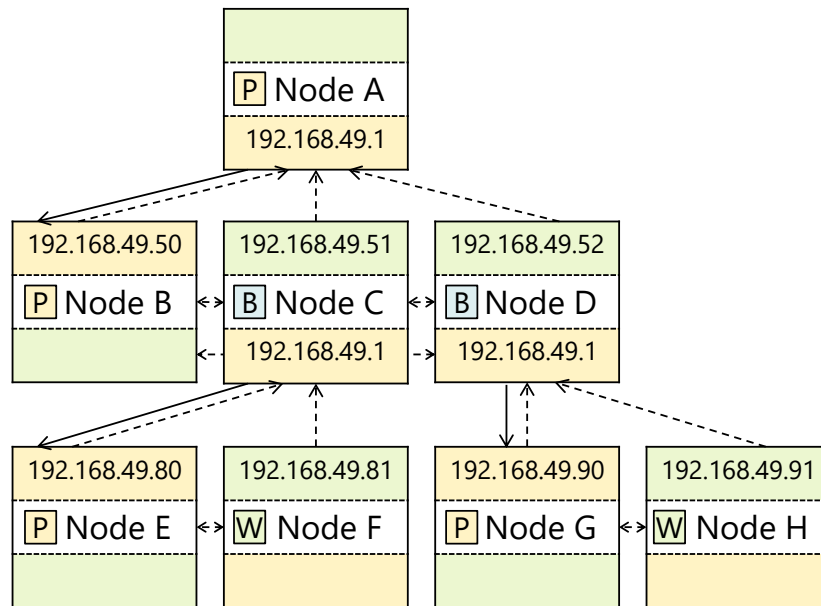 P Node A
192.168.49.1
192.168.49.50 192.168.49.51 192.168.49.52
P Node B B Node C B Node D
192.168.49.1 192.168.49.1
192.168.49.80 192.168.49.81 192.168.49.90 192.168.49.91
P Node E W Node F P Node G W Node H